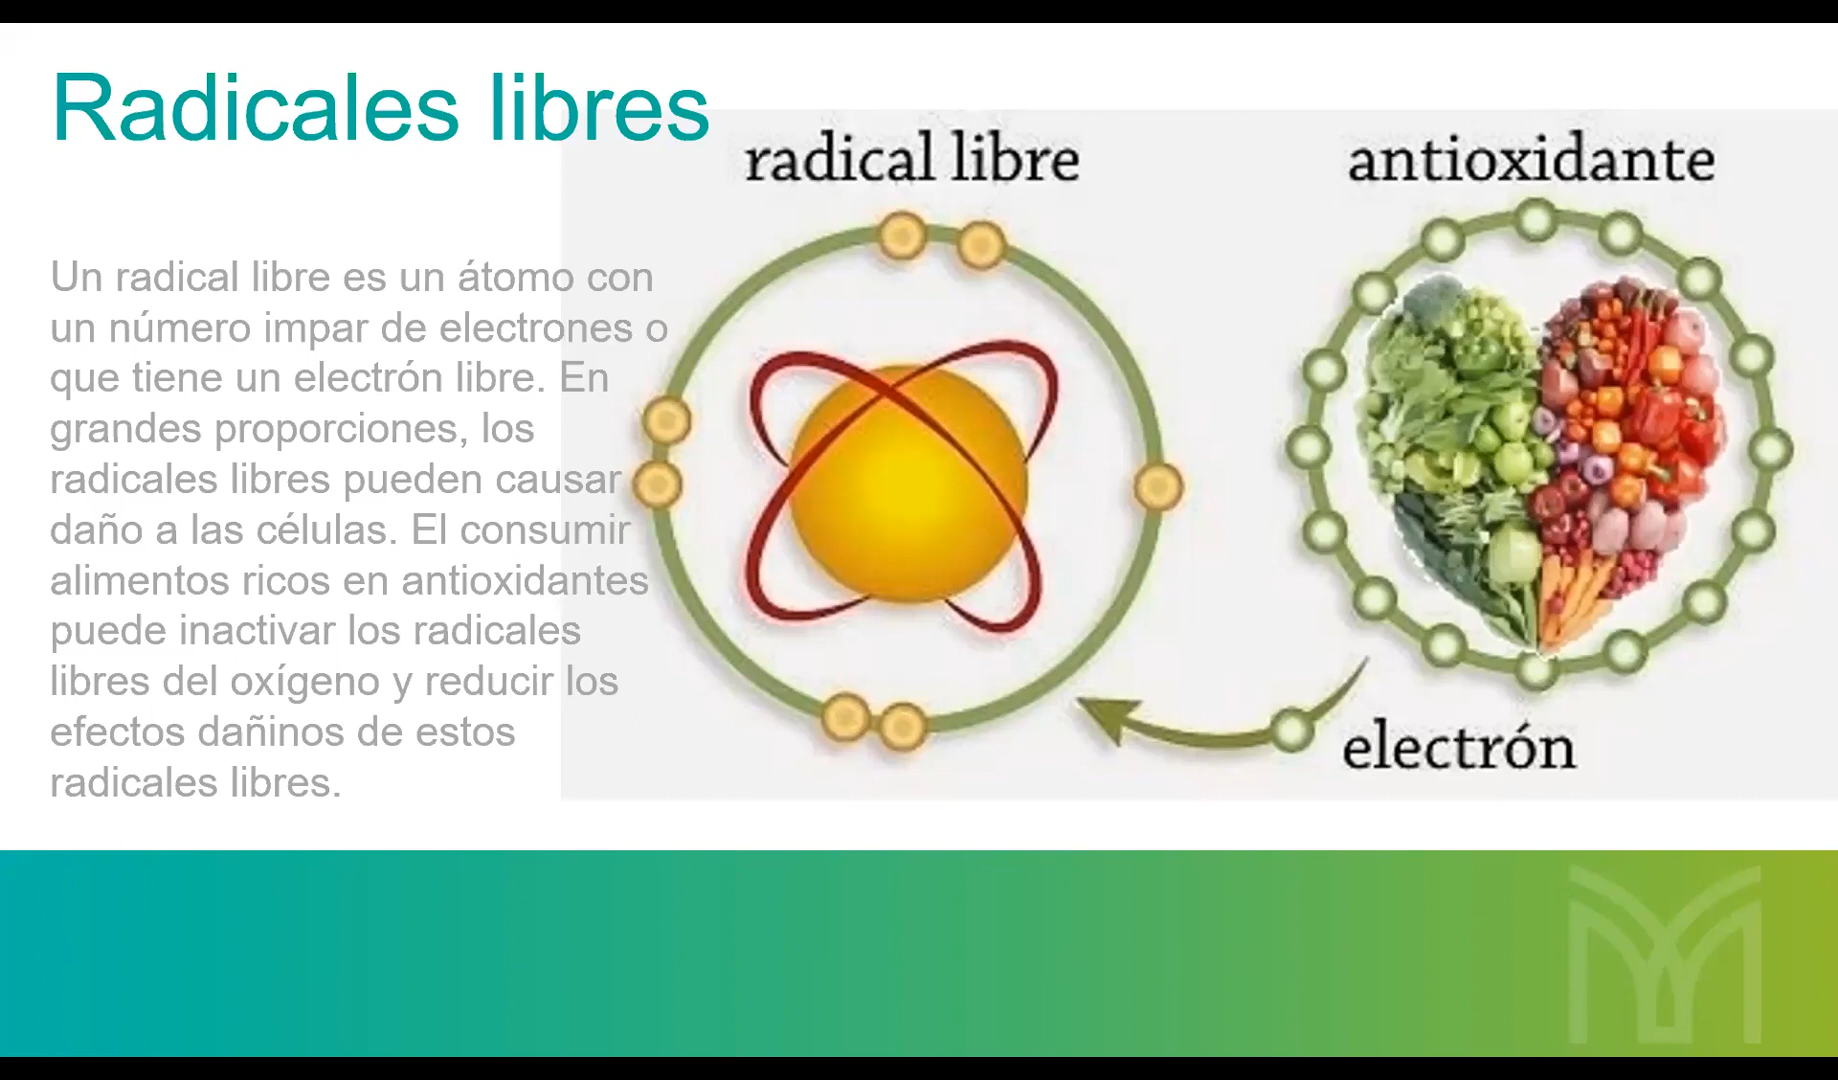 Radicales libres
radical libre
antioxidante
Un radical libre es un átomo con
un número impar de electrones o
que tiene un electrón libre. En
grandes proporciones, los
radicales libres pueden causar
daño a las células. El consumir
alimentos ricos en antioxidantes
puede inactivar los radicales
libres del oxígeno y reducir los
efectos dañinos de estos
radicales libres.
electrón